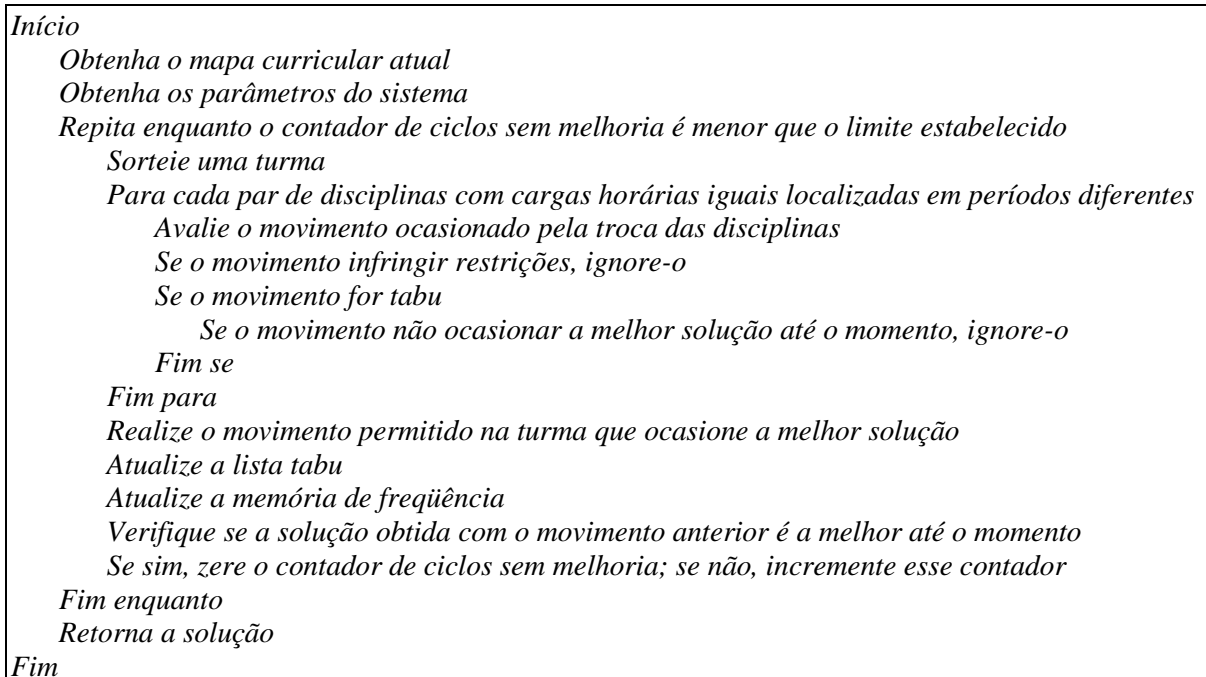 Início
Obtenha o mapa curricular atual
Obtenha os parâmetros do sistema
Repita enquanto o contador de ciclos sem melhoria é menor que o limite estabelecido
Sorteie uma turma
Para cada par de disciplinas com cargas horárias iguais localizadas em períodos diferentes
Avalie o movimento ocasionado pela troca das disciplinas
Se o movimento infringir restrições, ignore-o
Se o movimento for tabu
Se o movimento não ocasionar a melhor solução até o momento, ignore-o
Fim se
Fim para
Realize o movimento permitido na turma que ocasione a melhor solução
Atualize a lista tabu
Atualize a memória de freqüência
Verifique se a solução obtida com o movimento anterior é a melhor até o momento
Se sim, zere o contador de ciclos sem melhoria; se não, incremente esse contador
Fim enquanto
Retorna a solução
Fim